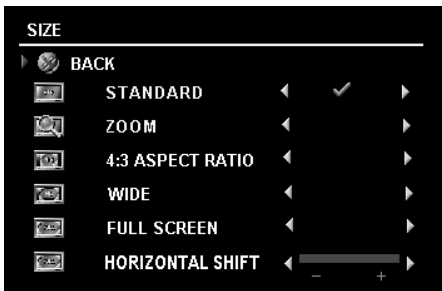 SIZE
BACK
STANDARD
ZOOM
4:3 ASPECT RATIO
WIDE
FULL SCREEN
HORIZONTAL SHIFT
− +